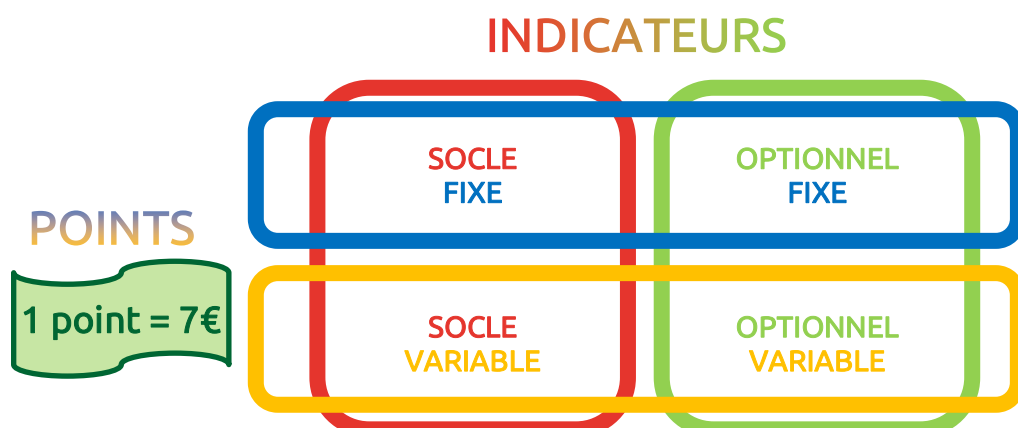 INDICATEURS
SOCLE
FIXE
OPTIONNEL
FIXE
POINTS
1 point = 7€
SOCLE
VARIABLE
OPTIONNEL
VARIABLE